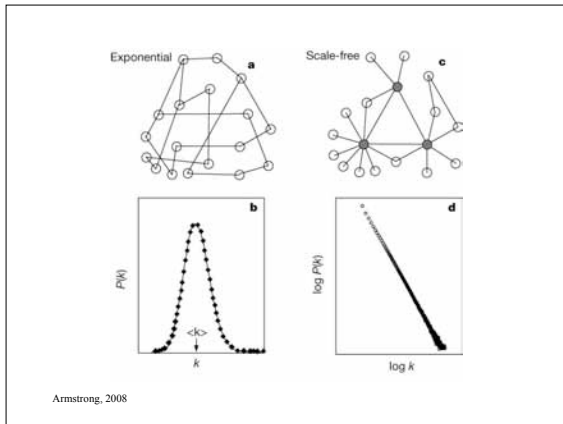 Exponential
a
Scale-free
c
b
P(k)
<k>
k
d
log P(k)
log k
Armstrong, 2008